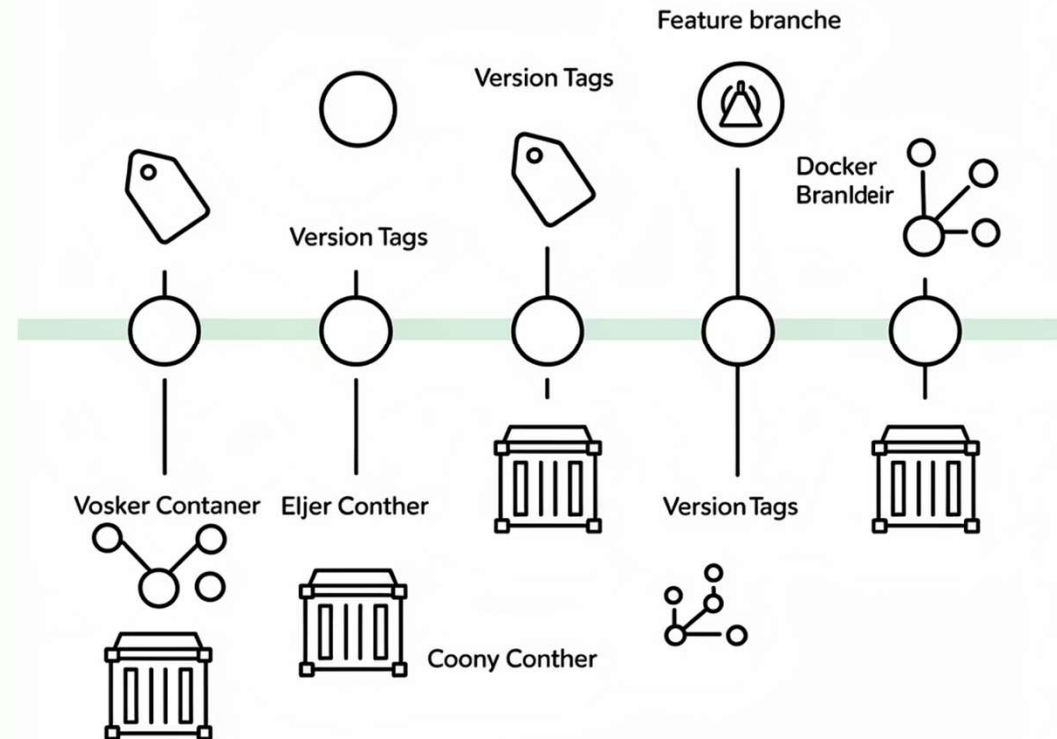 Feature branche
Version Tags
Docker
Branldeir
Version Tags
Vosker Contaner
Eljer Conther
Version Tags
Coony Conther